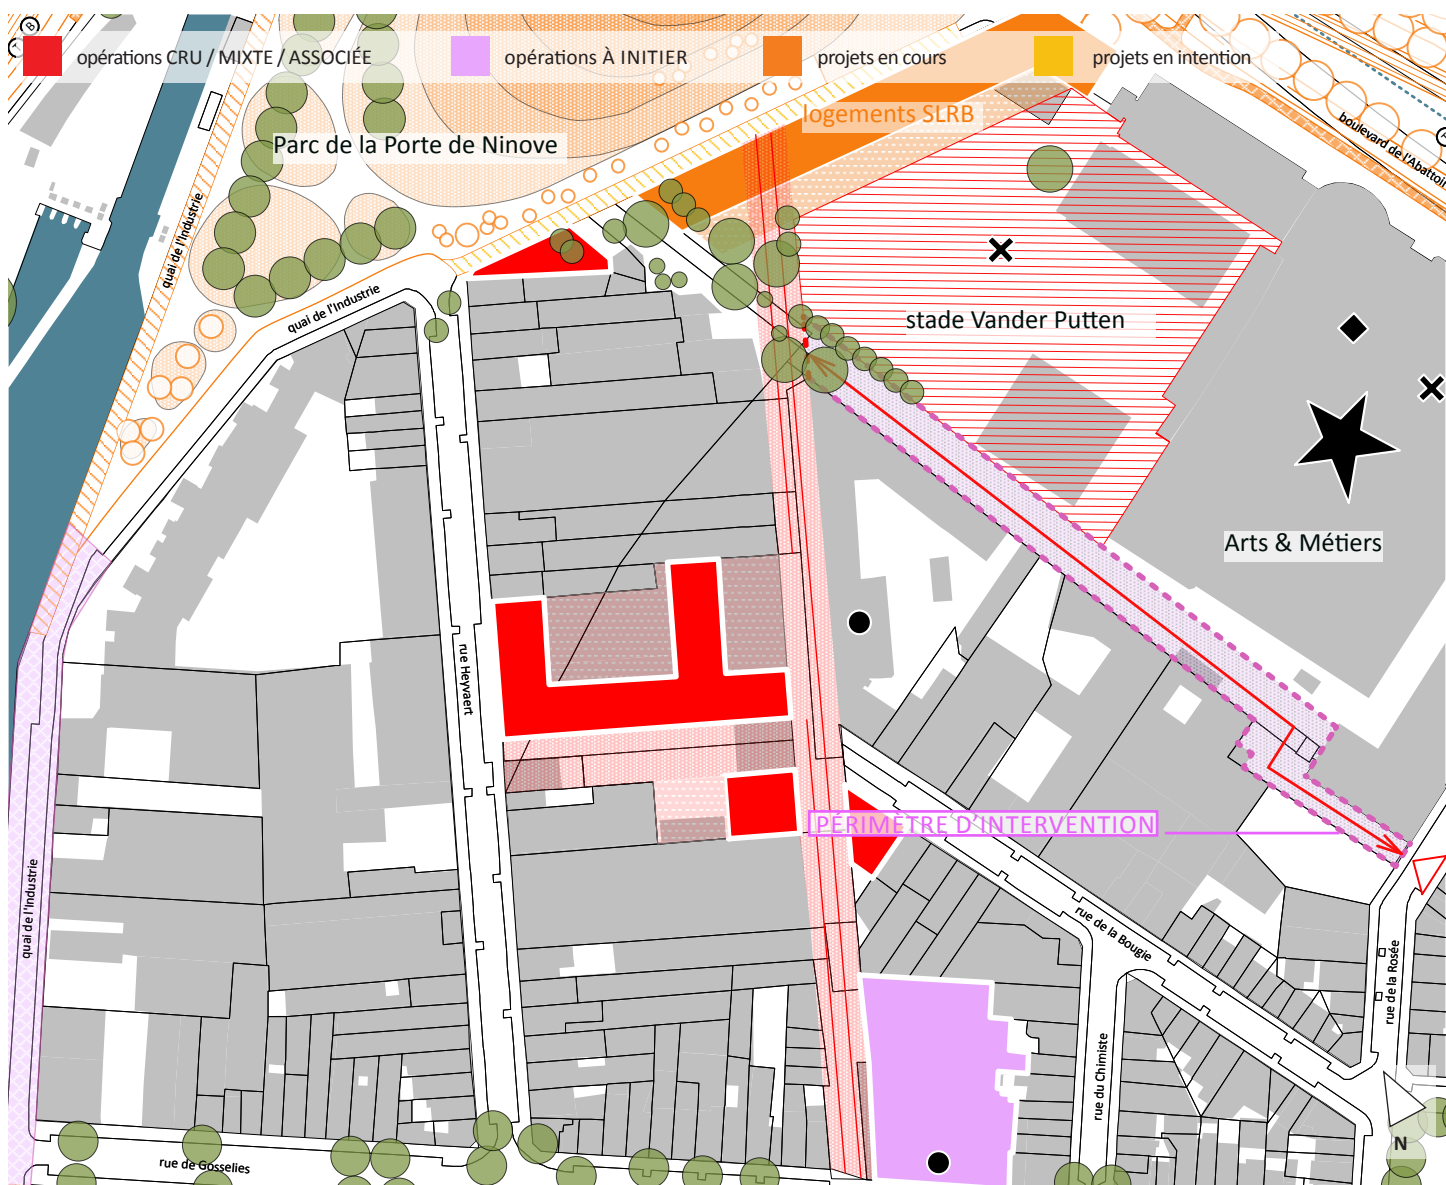 B
opérations CRU / MIXTE / ASSOCIÉE
opérations À INITIER
projets en cours
projets en intention
logements SLRB
boulevard de l'Abattoir
Parc de la Porte de Ninove
quai de l'Industrie
quai de l'Industrie
stade Vander Putten
Arts & Métiers
rue Heyvaert
PÉRIMÈTRE D'INTERVENTION
quai de l'Industrie
rue de la Bougie
rue de la Rosée
rue du Chimiste
rue de Gosselies
N